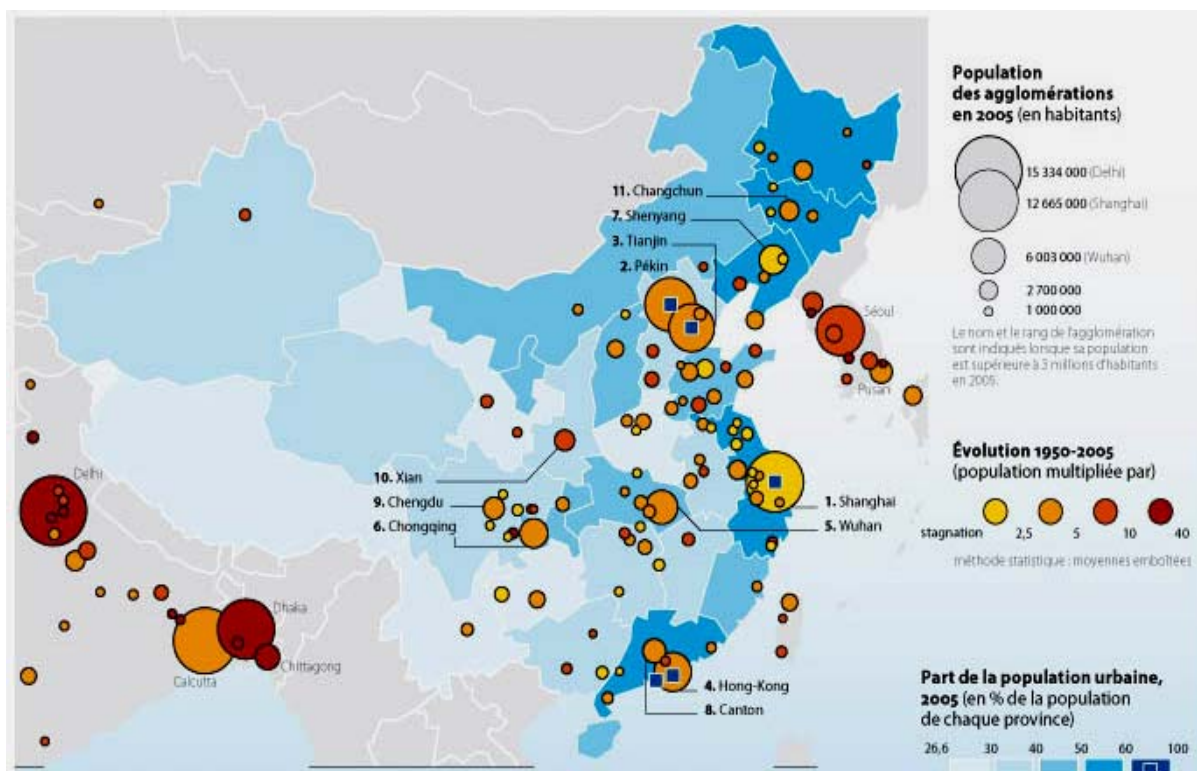 11. Changchun
7. Shenyang
3. Tianjin
2. Pékin
Séoul
Pusan
Delhi
10. Xian
9. Chengdu
6. Chongqing
1. Shanghai
5. Wuhan
Dhaka
Chittagong
Calcutta
4. Hong-Kong
8. Canton
Population
des agglomérations
en 2005 (en habitants)
15 334 000 (Delhi)
12 665 000 (Shanghai)
6 003 000 (Wuhan)
2 700 000
1 000 000
Le nom et le rang de l'agglomération
sont indiqués lorsque sa population
est supérieure à 3 millions d'habitants
en 2005.
Évolution 1950-2005
(population multipliée par)
stagnation 2,5 5 10 40
méthode statistique : moyennes emboîtées
Part de la population urbaine,
2005 (en % de la population
de chaque province)
26,6 30 40 50 60 100